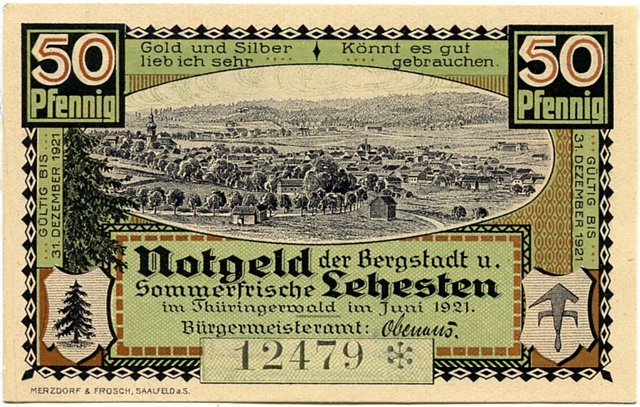 50 Pfennig
Gold und Silber lieb ich sehr ....
Könnt es gut .... gebrauchen.
50 Pfennig
GÜLTIG BIS ...
31. DEZEMBER 1921
GÜLTIG BIS ...
31. DEZEMBER 1921
Notgeld der Bergstadt u.
Sommerfrische Lehesten
im Thüringerwald im Juni 1921.
Bürgermeisteramt:
12479 *
MERZDORF & FROSCH, SAALFELD a.S.